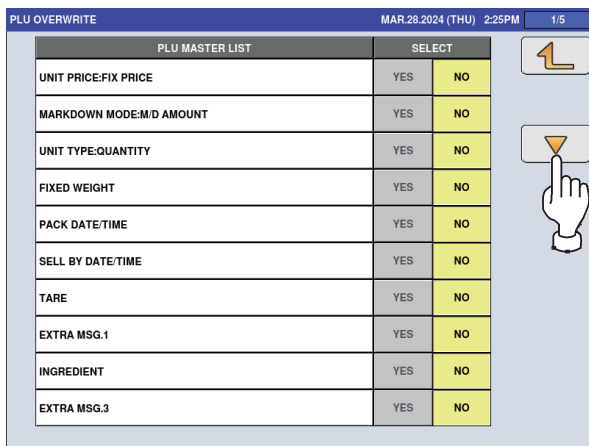 PLU OVERWRITE MAR.28.2024 (THU) 2:25PM 1/5
PLU MASTER LIST SELECT
UNIT PRICE:FIX PRICE YES NO
MARKDOWN MODE:M/D AMOUNT YES NO
UNIT TYPE:QUANTITY YES NO
FIXED WEIGHT YES NO
PACK DATE/TIME YES NO
SELL BY DATE/TIME YES NO
TARE YES NO
EXTRA MSG.1 YES NO
INGREDIENT YES NO
EXTRA MSG.3 YES NO